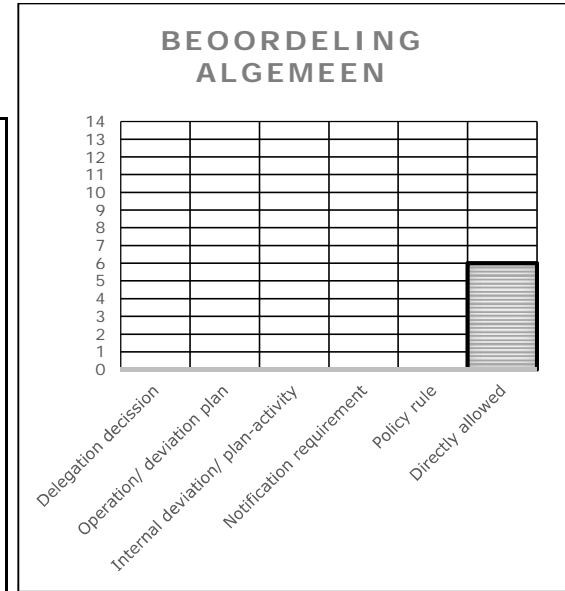 BEOORDELING
ALGEMEEN
14
13
12
11
10
9
8
7
6
5
4
3
2
1
0
Delegation decission
Operation/ deviation plan
Internal deviation/ plan-activity
Notification requirement
Policy rule
Directly allowed